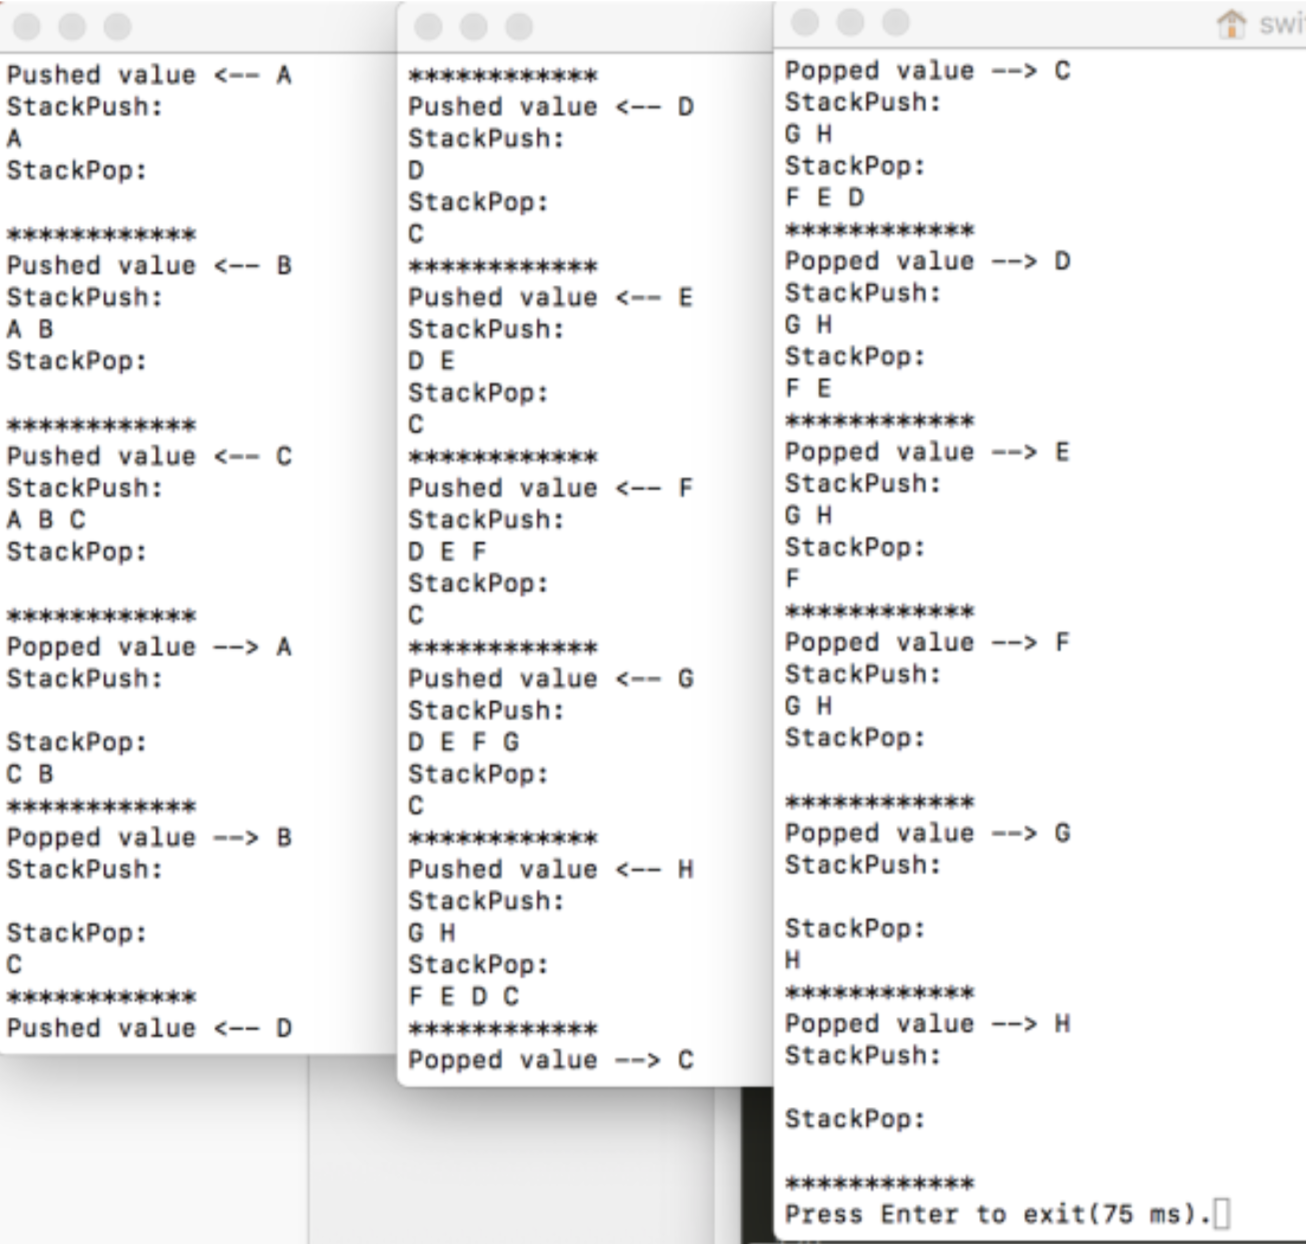 Pushed value <-- A
StackPush:
A
StackPop:
************
Pushed value <-- B
StackPush:
A B
StackPop:
************
Pushed value <-- C
StackPush:
A B C
StackPop:
************
Popped value --> A
StackPush:
StackPop:
C B
************
Popped value --> B
StackPush:
StackPop:
C
************
Pushed value <-- D
************
Pushed value <-- D
StackPush:
D
StackPop:
C
************
Pushed value <-- E
StackPush:
D E
StackPop:
C
************
Pushed value <-- F
StackPush:
D E F
StackPop:
C
************
Pushed value <-- G
StackPush:
D E F G
StackPop:
C
************
Pushed value <-- H
StackPush:
G H
StackPop:
F E D C
************
Popped value --> C
Popped value --> C
StackPush:
G H
StackPop:
F E D
************
Popped value --> D
StackPush:
G H
StackPop:
F E
************
Popped value --> E
StackPush:
G H
StackPop:
F
************
Popped value --> F
StackPush:
G H
StackPop:
************
Popped value --> G
StackPush:
StackPop:
H
************
Popped value --> H
StackPush:
StackPop:
************
Press Enter to exit(75 ms).